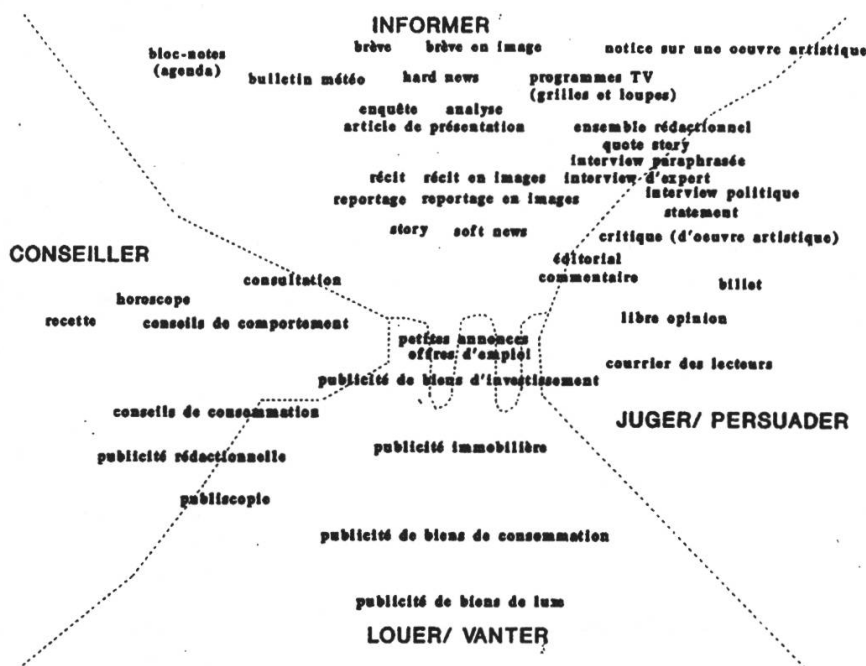 INFORMER
brève brève en image notice sur une oeuvre artistique
bloc-notes
(agenda)
bulletin météo hard news programmes TV
(grilles et loupes)
enquête analyse
article de présentation ensemble rédactionnel
quote story
interview paraphrasée
récit récit en images interview d'expert
reportage reportage en images interview politique
statement
story soft news critique (d'oeuvre artistique)
CONSEILLER
éditorial
consultation commentaire billet
horoscope
recette conseils de comportement libre opinion
petites annonces
offres d'emploi
courrier des lecteurs
publicité de biens d'investissement
conseils de consommation
JUGER/ PERSUADER
publicité immobilière
publicité rédactionnelle
publiscopie
publicité de biens de consommation
publicité de biens de luxe
LOUER/ VANTER